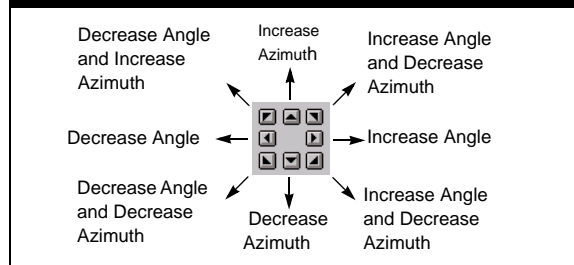 Decrease Angle
and Increase
Azimuth
Increase
Azimuth
Increase Angle
and Decrease
Azimuth
Decrease Angle
Increase Angle
Decrease Angle
and Decrease
Azimuth
Decrease
Azimuth
Increase Angle
and Decrease
Azimuth